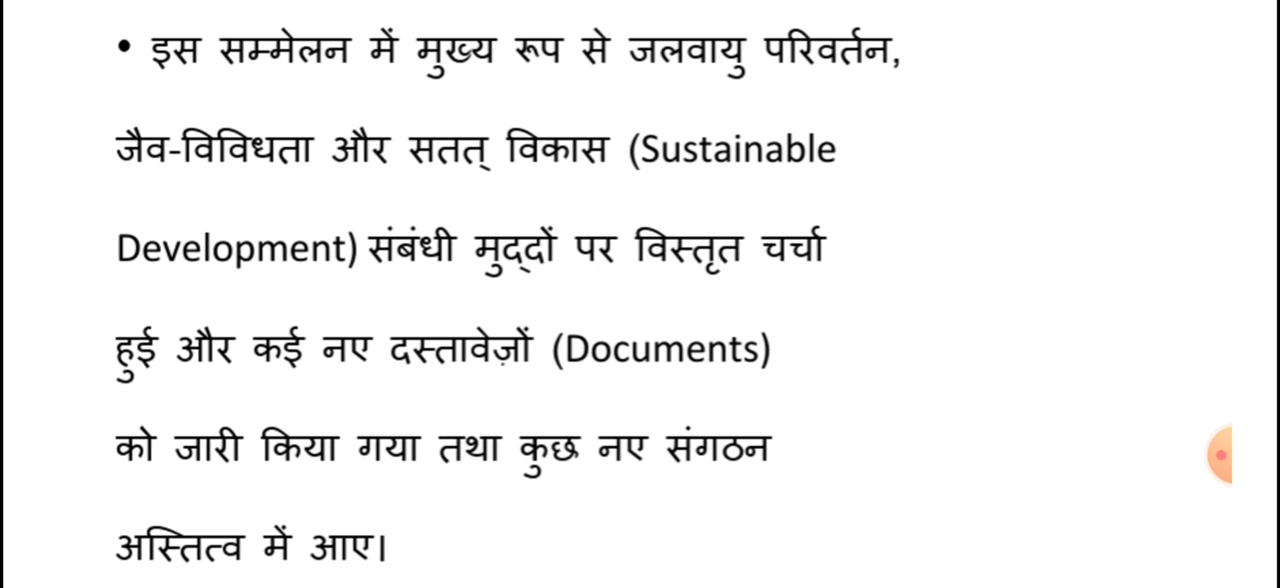 • इस सम्मेलन में मुख्य रूप से जलवायु परिवर्तन,
जैव-विविधता और सतत् विकास (Sustainable
Development) संबंधी मुद्दों पर विस्तृत चर्चा
हुई और कई नए दस्तावेज़ों (Documents)
को जारी किया गया तथा कुछ नए संगठन
अस्तित्व में आए।